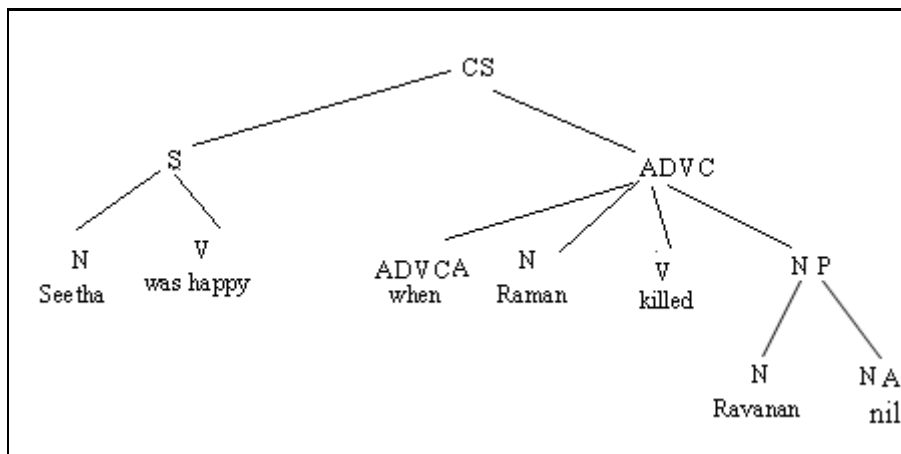 CS
S
ADVC
N
Seetha
V
was happy
ADVCA
when
N
Raman
V
killed
N P
N
Ravanan
N A
nil